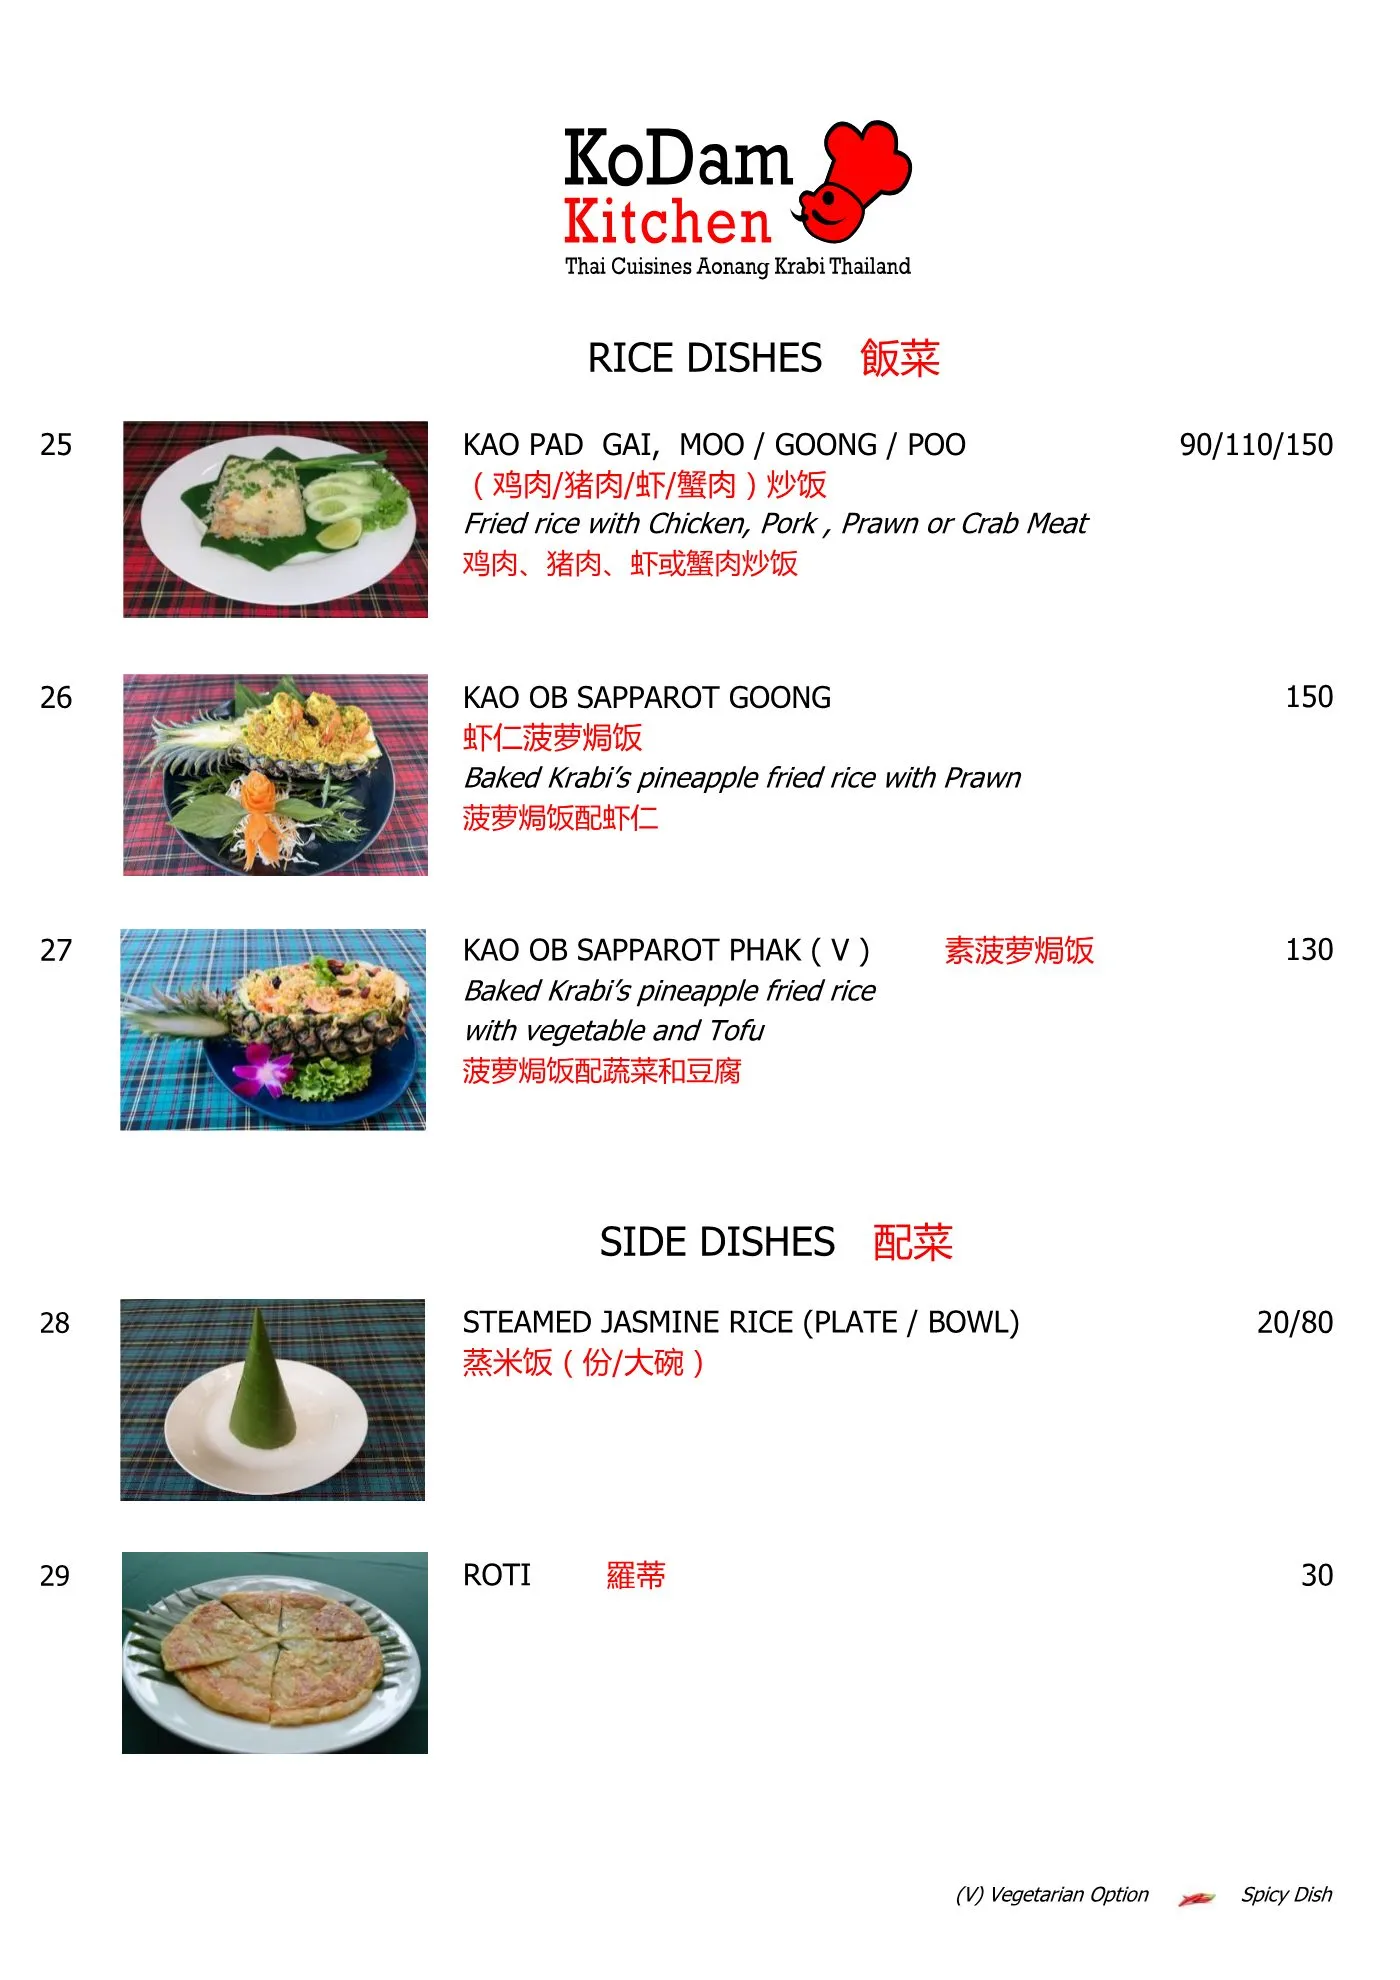 KoDam
Kitchen
Thai Cuisines Aonang Krabi Thailand
RICE DISHES 飯菜
25 KAO PAD GAI, MOO / GOONG / POO 90/110/150
（鸡肉/猪肉/虾/蟹肉）炒饭
Fried rice with Chicken, Pork , Prawn or Crab Meat
鸡肉、猪肉、虾或蟹肉炒饭
26 KAO OB SAPPAROT GOONG 150
虾仁菠萝焗饭
Baked Krabi’s pineapple fried rice with Prawn
菠萝焗饭配虾仁
27 KAO OB SAPPAROT PHAK ( V ) 素菠萝焗饭 130
Baked Krabi’s pineapple fried rice
with vegetable and Tofu
菠萝焗饭配蔬菜和豆腐
SIDE DISHES 配菜
28 STEAMED JASMINE RICE (PLATE / BOWL) 20/80
蒸米饭（份/大碗）
29 ROTI 羅蒂 30
(V) Vegetarian Option Spicy Dish